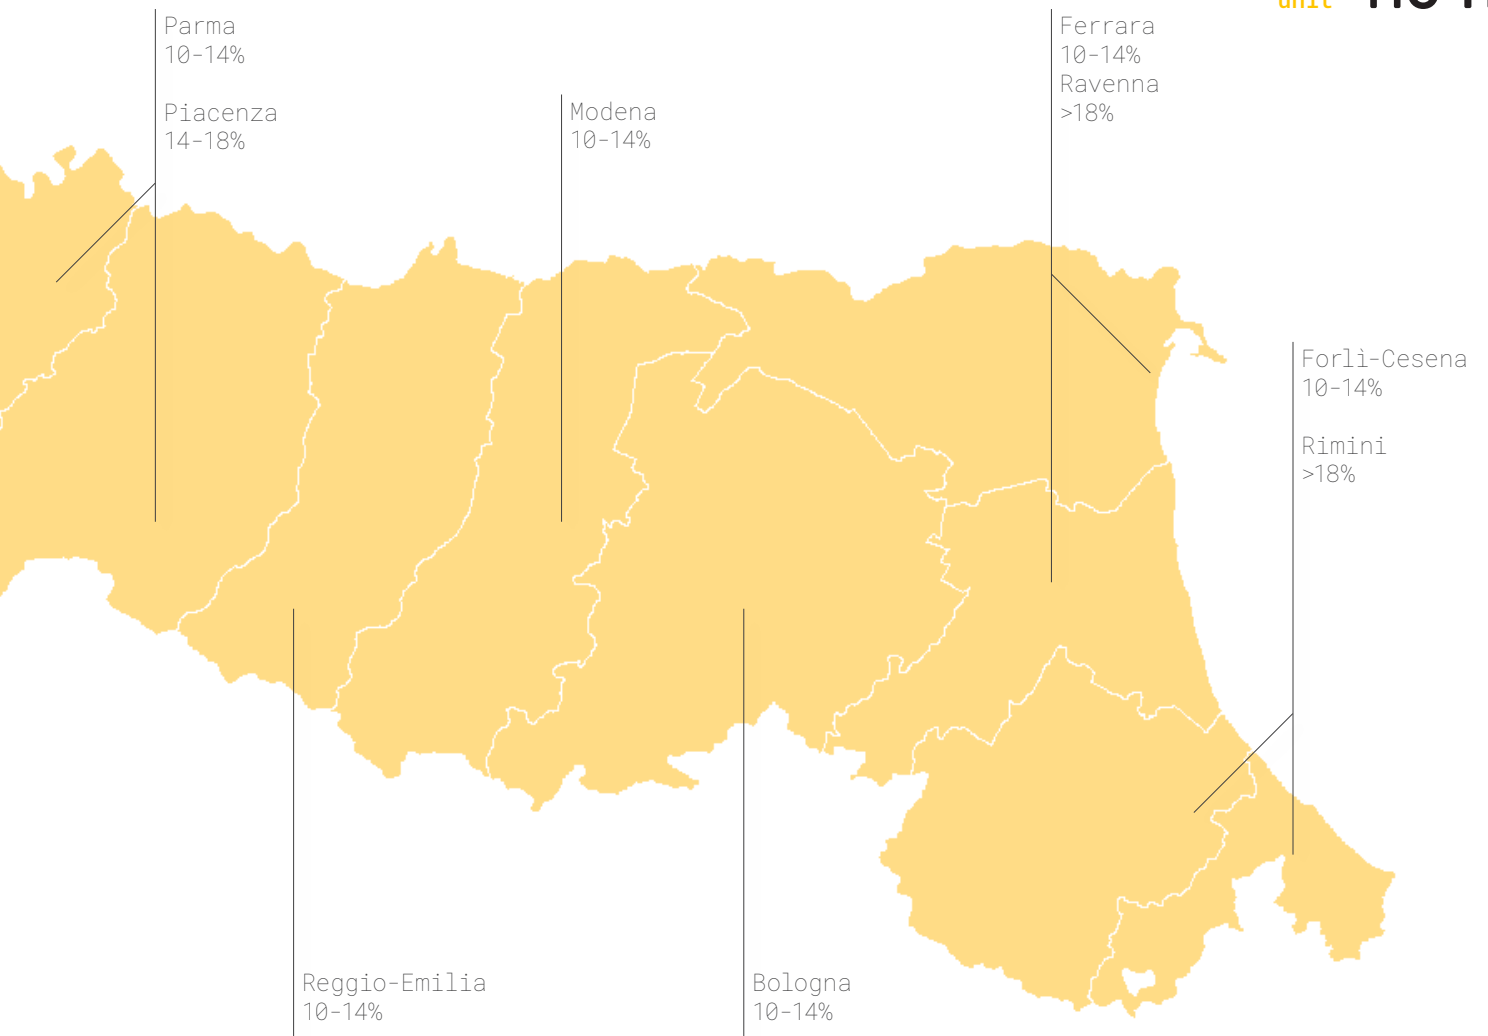 unit
Parma
10-14%
Piacenza
14-18%
Modena
10-14%
Ferrara
10-14%
Ravenna
>18%
Forlì-Cesena
10-14%
Rimini
>18%
Reggio-Emilia
10-14%
Bologna
10-14%